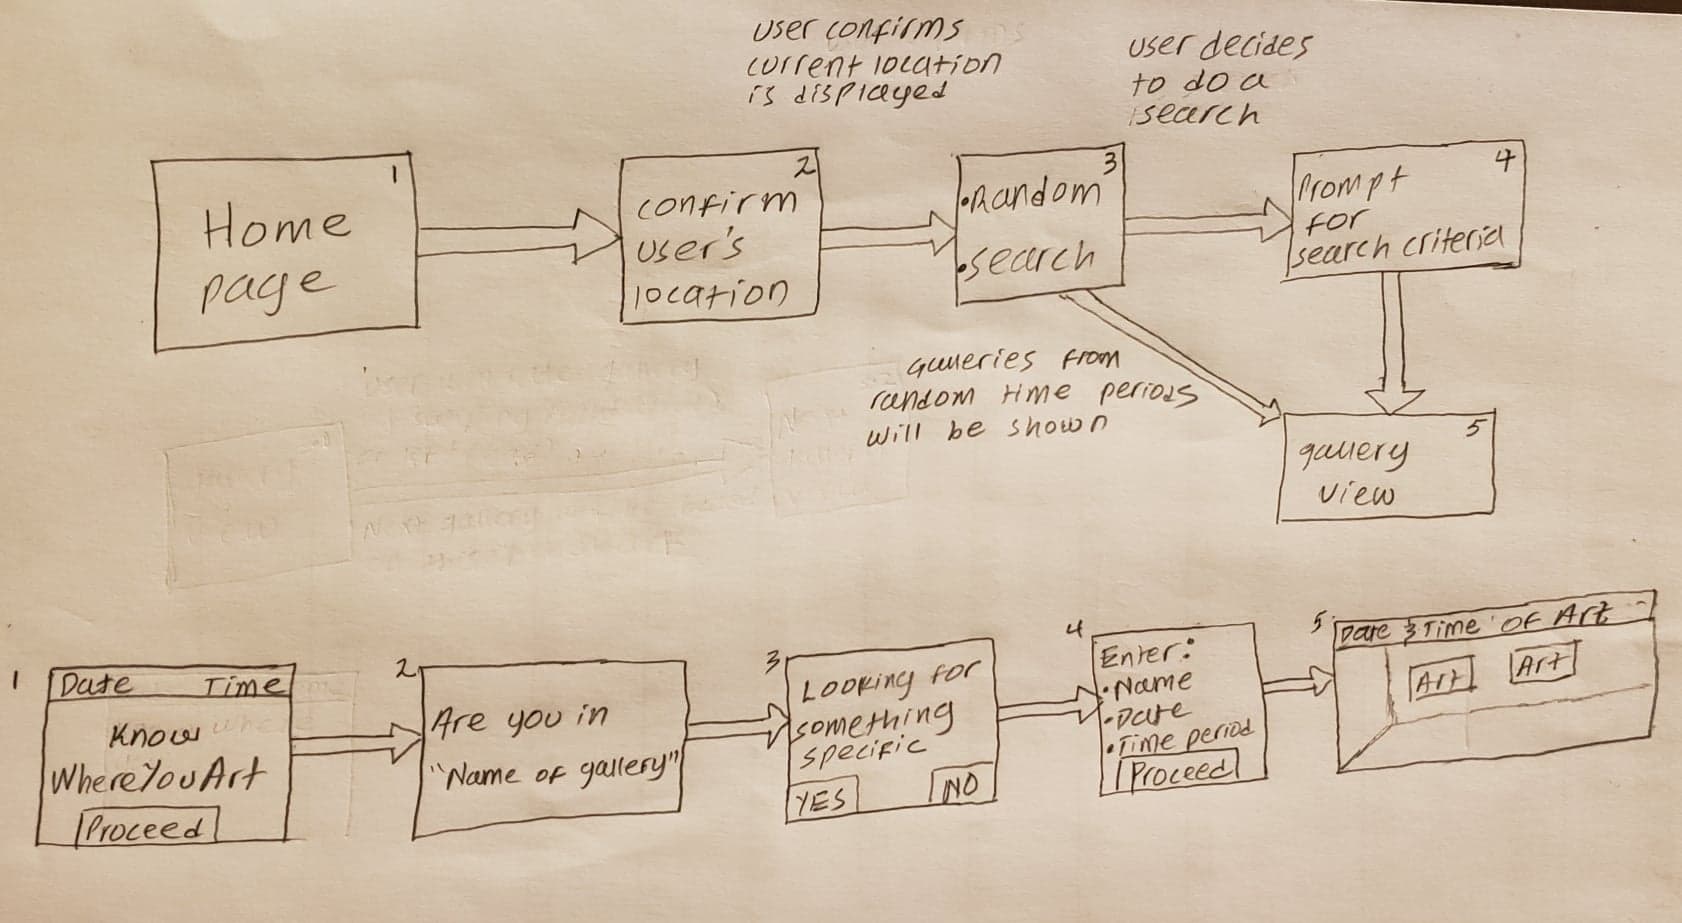 User confirms
current location
is displayed
User decides
to do a
search
1
Home
page
2
confirm
User's
location
3
•Random
•search
4
Prompt
for
search criteria
Galleries from
random time periods
will be shown
5
gallery
view
1
Date Time
Know
WhereYouArt
Proceed
2
Are you in
"Name of gallery"
3
Looking for
something
specific
YES NO
4
Enter:
•Name
•Date
•Time period
Proceed
5
Date & Time of Art
Art Art